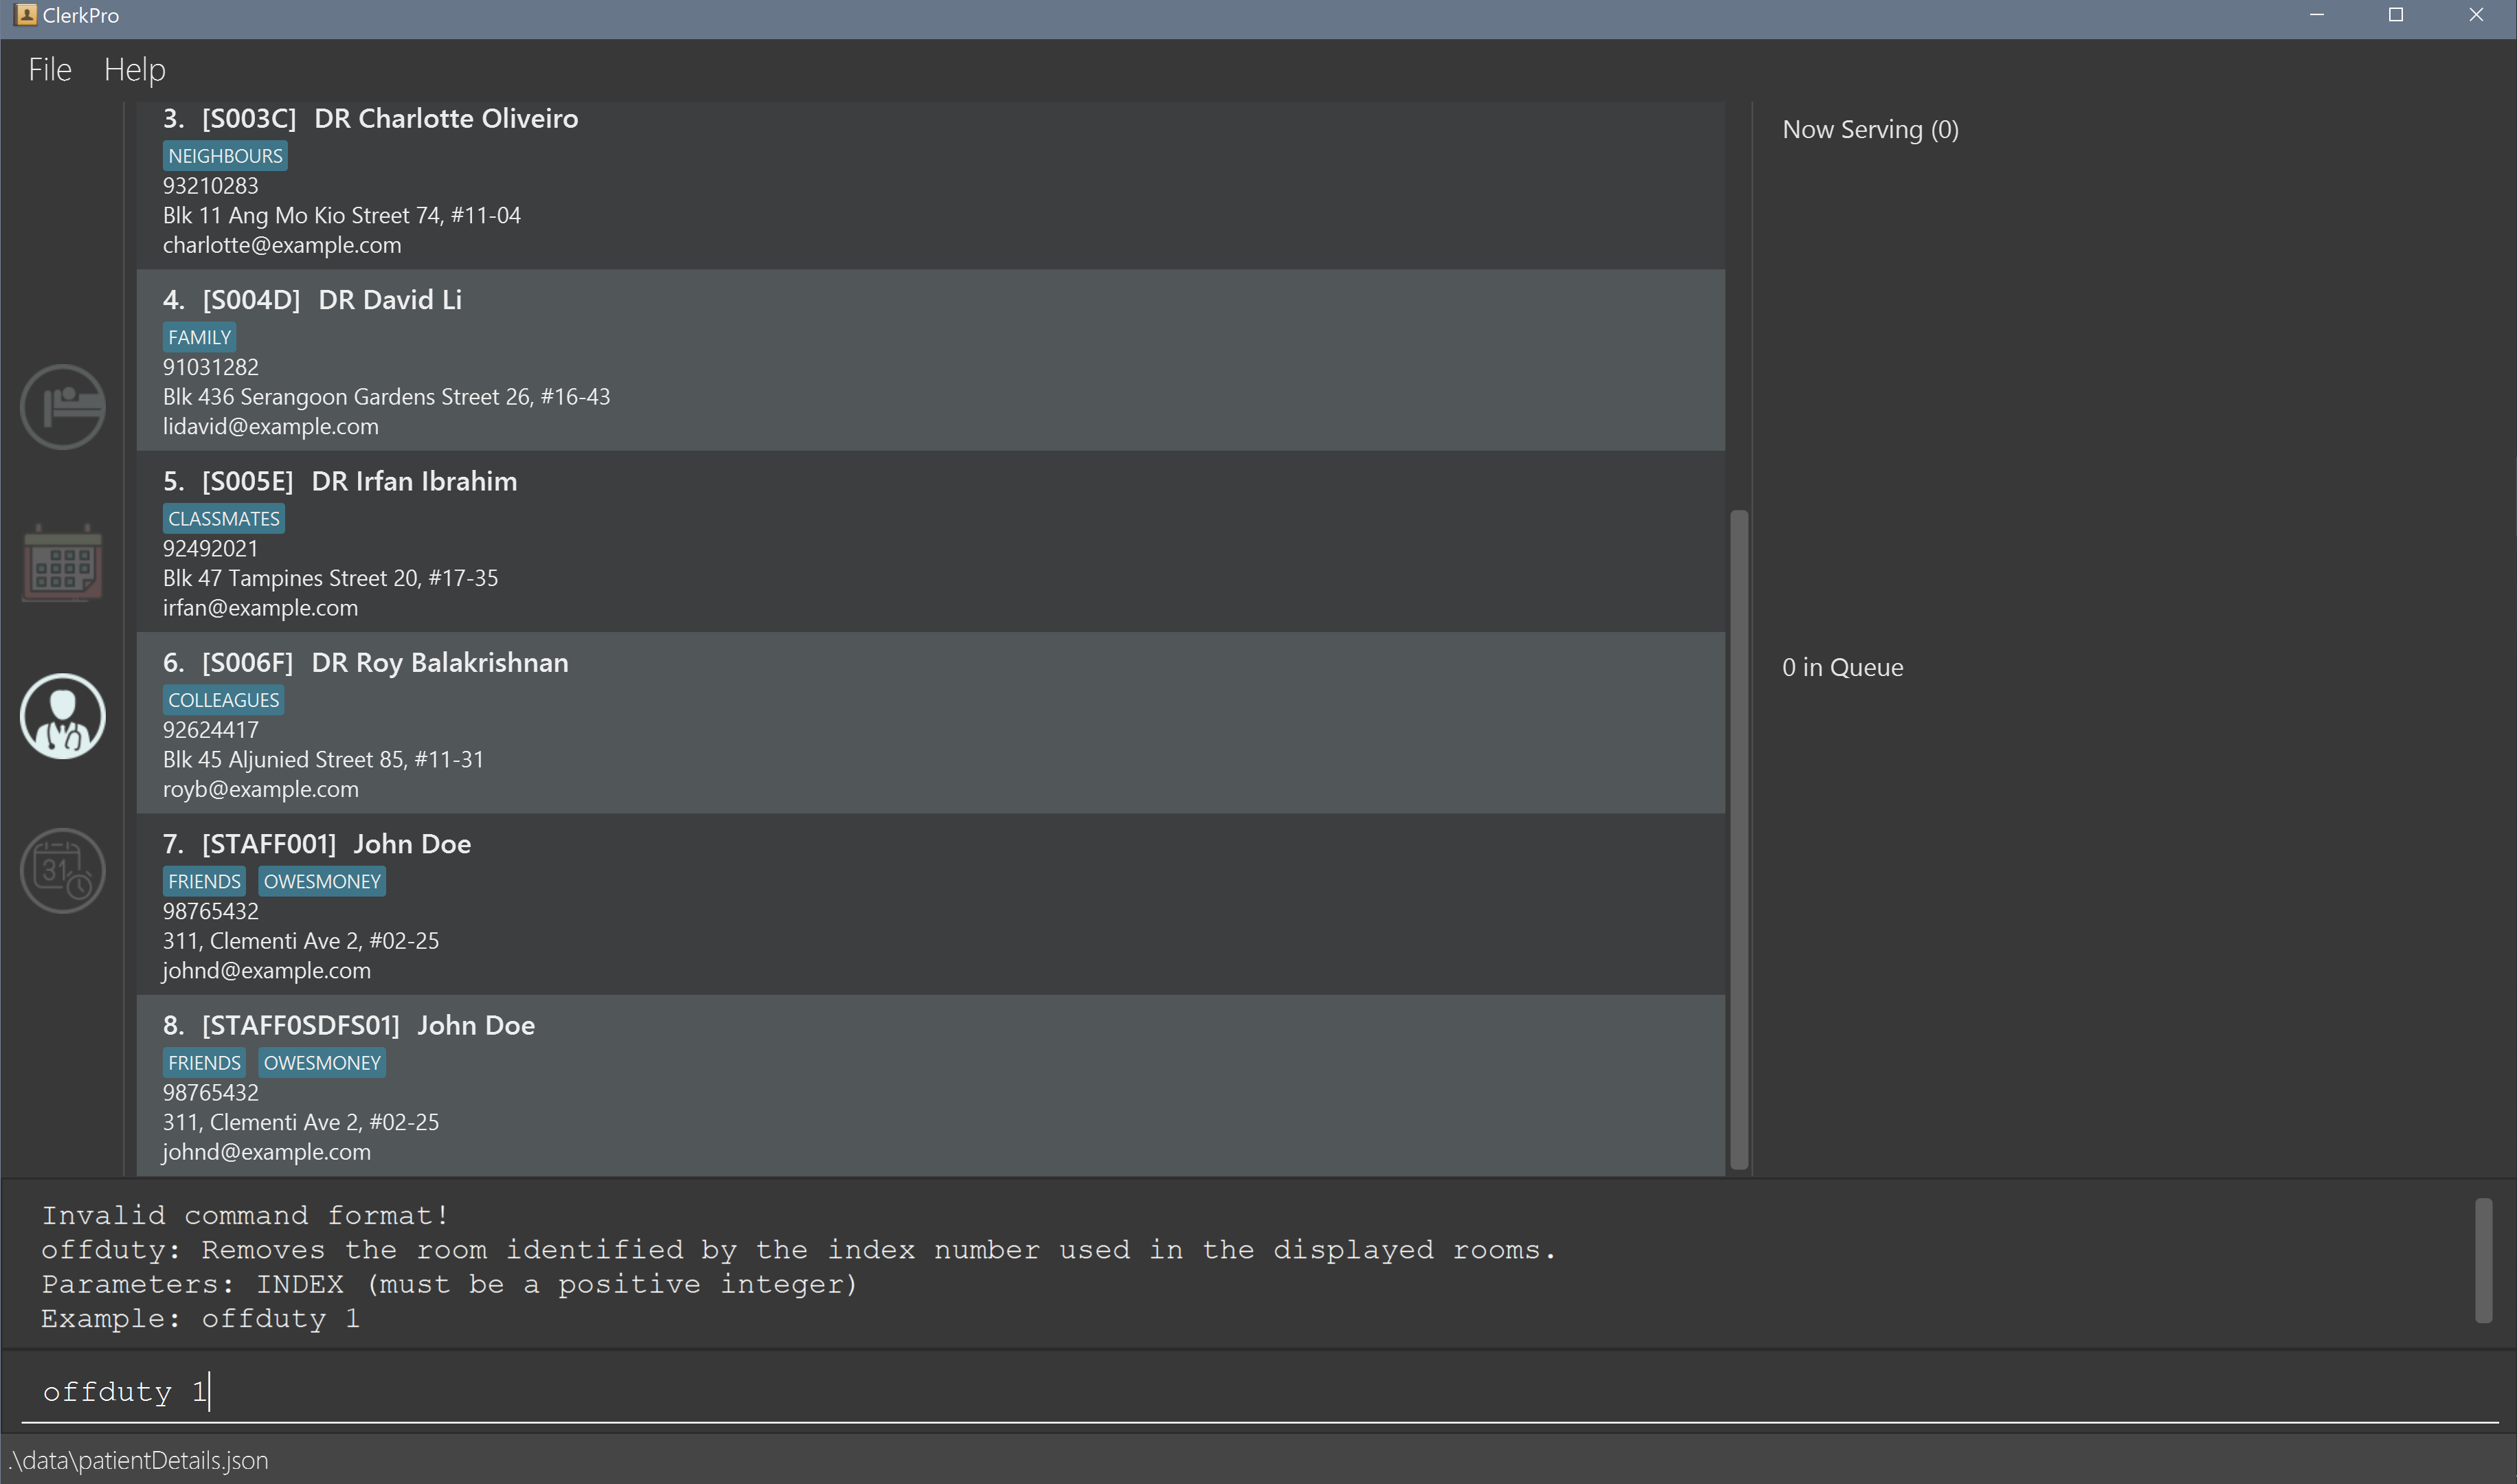 ClerkPro
File Help
3. [S003C] DR Charlotte Oliveiro
NEIGHBOURS
93210283
Blk 11 Ang Mo Kio Street 74, #11-04
charlotte@example.com
4. [S004D] DR David Li
FAMILY
91031282
Blk 436 Serangoon Gardens Street 26, #16-43
lidavid@example.com
5. [S005E] DR Irfan Ibrahim
CLASSMATES
92492021
Blk 47 Tampines Street 20, #17-35
irfan@example.com
6. [S006F] DR Roy Balakrishnan
COLLEAGUES
92624417
Blk 45 Aljunied Street 85, #11-31
royb@example.com
7. [STAFF001] John Doe
FRIENDS OWESMONEY
98765432
311, Clementi Ave 2, #02-25
johnd@example.com
8. [STAFF0SDFS01] John Doe
FRIENDS OWESMONEY
98765432
311, Clementi Ave 2, #02-25
johnd@example.com
31
Now Serving (0)
0 in Queue
Invalid command format!
offduty: Removes the room identified by the index number used in the displayed rooms.
Parameters: INDEX (must be a positive integer)
Example: offduty 1
offduty 1
.\data\patientDetails.json